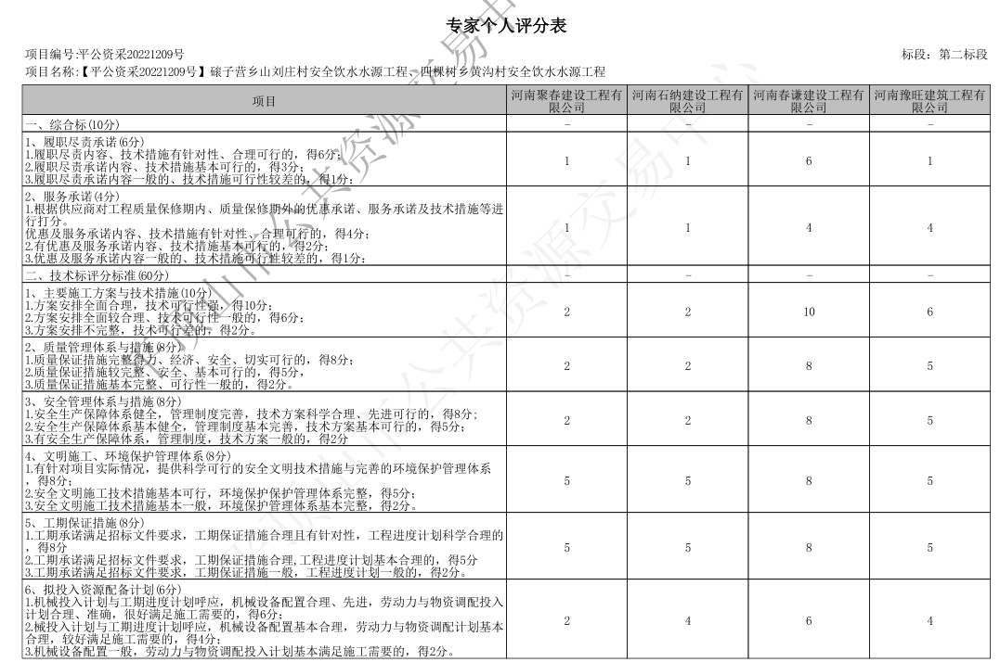 专家个人评分表
项目编号:平公资采20221209号
标段：第二标段
项目名称:【平公资采20221209号】磙子营乡山刘庄村安全饮水水源工程、四棵树乡黄沟村安全饮水水源工程
项目
河南聚春建设工程有
限公司
河南石纳建设工程有
限公司
河南春谦建设工程有
限公司
河南豫旺建筑工程有
限公司
一、综合标(10分)
—
—
—
—
1、履职尽责承诺(6分)
1.履职尽责内容、技术措施有针对性、合理可行的，得6分;
2.履职尽责承诺内容、技术措施基本可行的，得3分;
3.履职尽责承诺内容一般的、技术措施可行性较差的，得1分:
1
1
6
1
2、服务承诺(4分)
1.根据供应商对工程质量保修期内、质量保修期外的优惠承诺、服务承诺及技术措施等进
行打分。
优惠及服务承诺内容、技术措施有针对性、合理可行的，得4分;
2.有优惠及服务承诺内容、技术措施基本可行的，得2分;
3.优惠及服务承诺内容一般的、技术措施可行性较差的，得1分:
1
1
4
4
二、技术标评分标准(60分)
—
—
—
—
1、主要施工方案与技术措施(10分)
1.方案安排全面合理，技术可行性强，得10分;
2.方案安排全面较合理、技术可行性一般的，得6分;
3.方案安排不完整，技术可行差的，得2分。
2
2
10
6
2、质量管理体系与措施(8分)
1.质量保证措施完整得力、经济、安全、切实可行的，得8分;
2.质量保证措施较完整、安全、基本可行的，得5分，
3.质量保证措施基本完整、可行性一般的，得2分。
2
2
8
5
3、安全管理体系与措施(8分)
1.安全生产保障体系健全，管理制度完善，技术方案科学合理、先进可行的，得8分;
2.安全生产保障体系基本健全，管理制度基本完善，技术方案基本可行的，得5分;
3.有安全生产保障体系，管理制度，技术方案一般的，得2分
2
2
8
5
4、文明施工、环境保护管理体系(8分)
1.有针对项目实际情况，提供科学可行的安全文明技术措施与完善的环境保护管理体系
，得8分;
2.安全文明施工技术措施基本可行，环境保护保护管理体系完整，得5分;
3.安全文明施工技术措施基本一般，环境保护管理体系基本完整，得2分。
5
5
8
5
5、工期保证措施(8分)
1.工期承诺满足招标文件要求，工期保证措施合理且有针对性，工程进度计划科学合理的
，得8分
2.工期承诺满足招标文件要求，工期保证措施合理,工程进度计划基本合理的，得5分
3.工期承诺满足招标文件要求，工期保证措施一般，工程进度计划一般的，得2分。
5
5
8
5
6、拟投入资源配备计划(6分)
1.机械投入计划与工期进度计划呼应，机械设备配置合理、先进，劳动力与物资调配投入
计划合理、准确，很好满足施工需要的，得6分;
2.械投入计划与工期进度计划呼应，机械设备配置基本合理，劳动力与物资调配计划基本
合理，较好满足施工需要的，得4分;
3.机械设备配置一般，劳动力与物资调配投入计划基本满足施工需要的，得2分。
2
4
6
4
平顶山市公共资源交易中
平顶山市公共资源交易中心